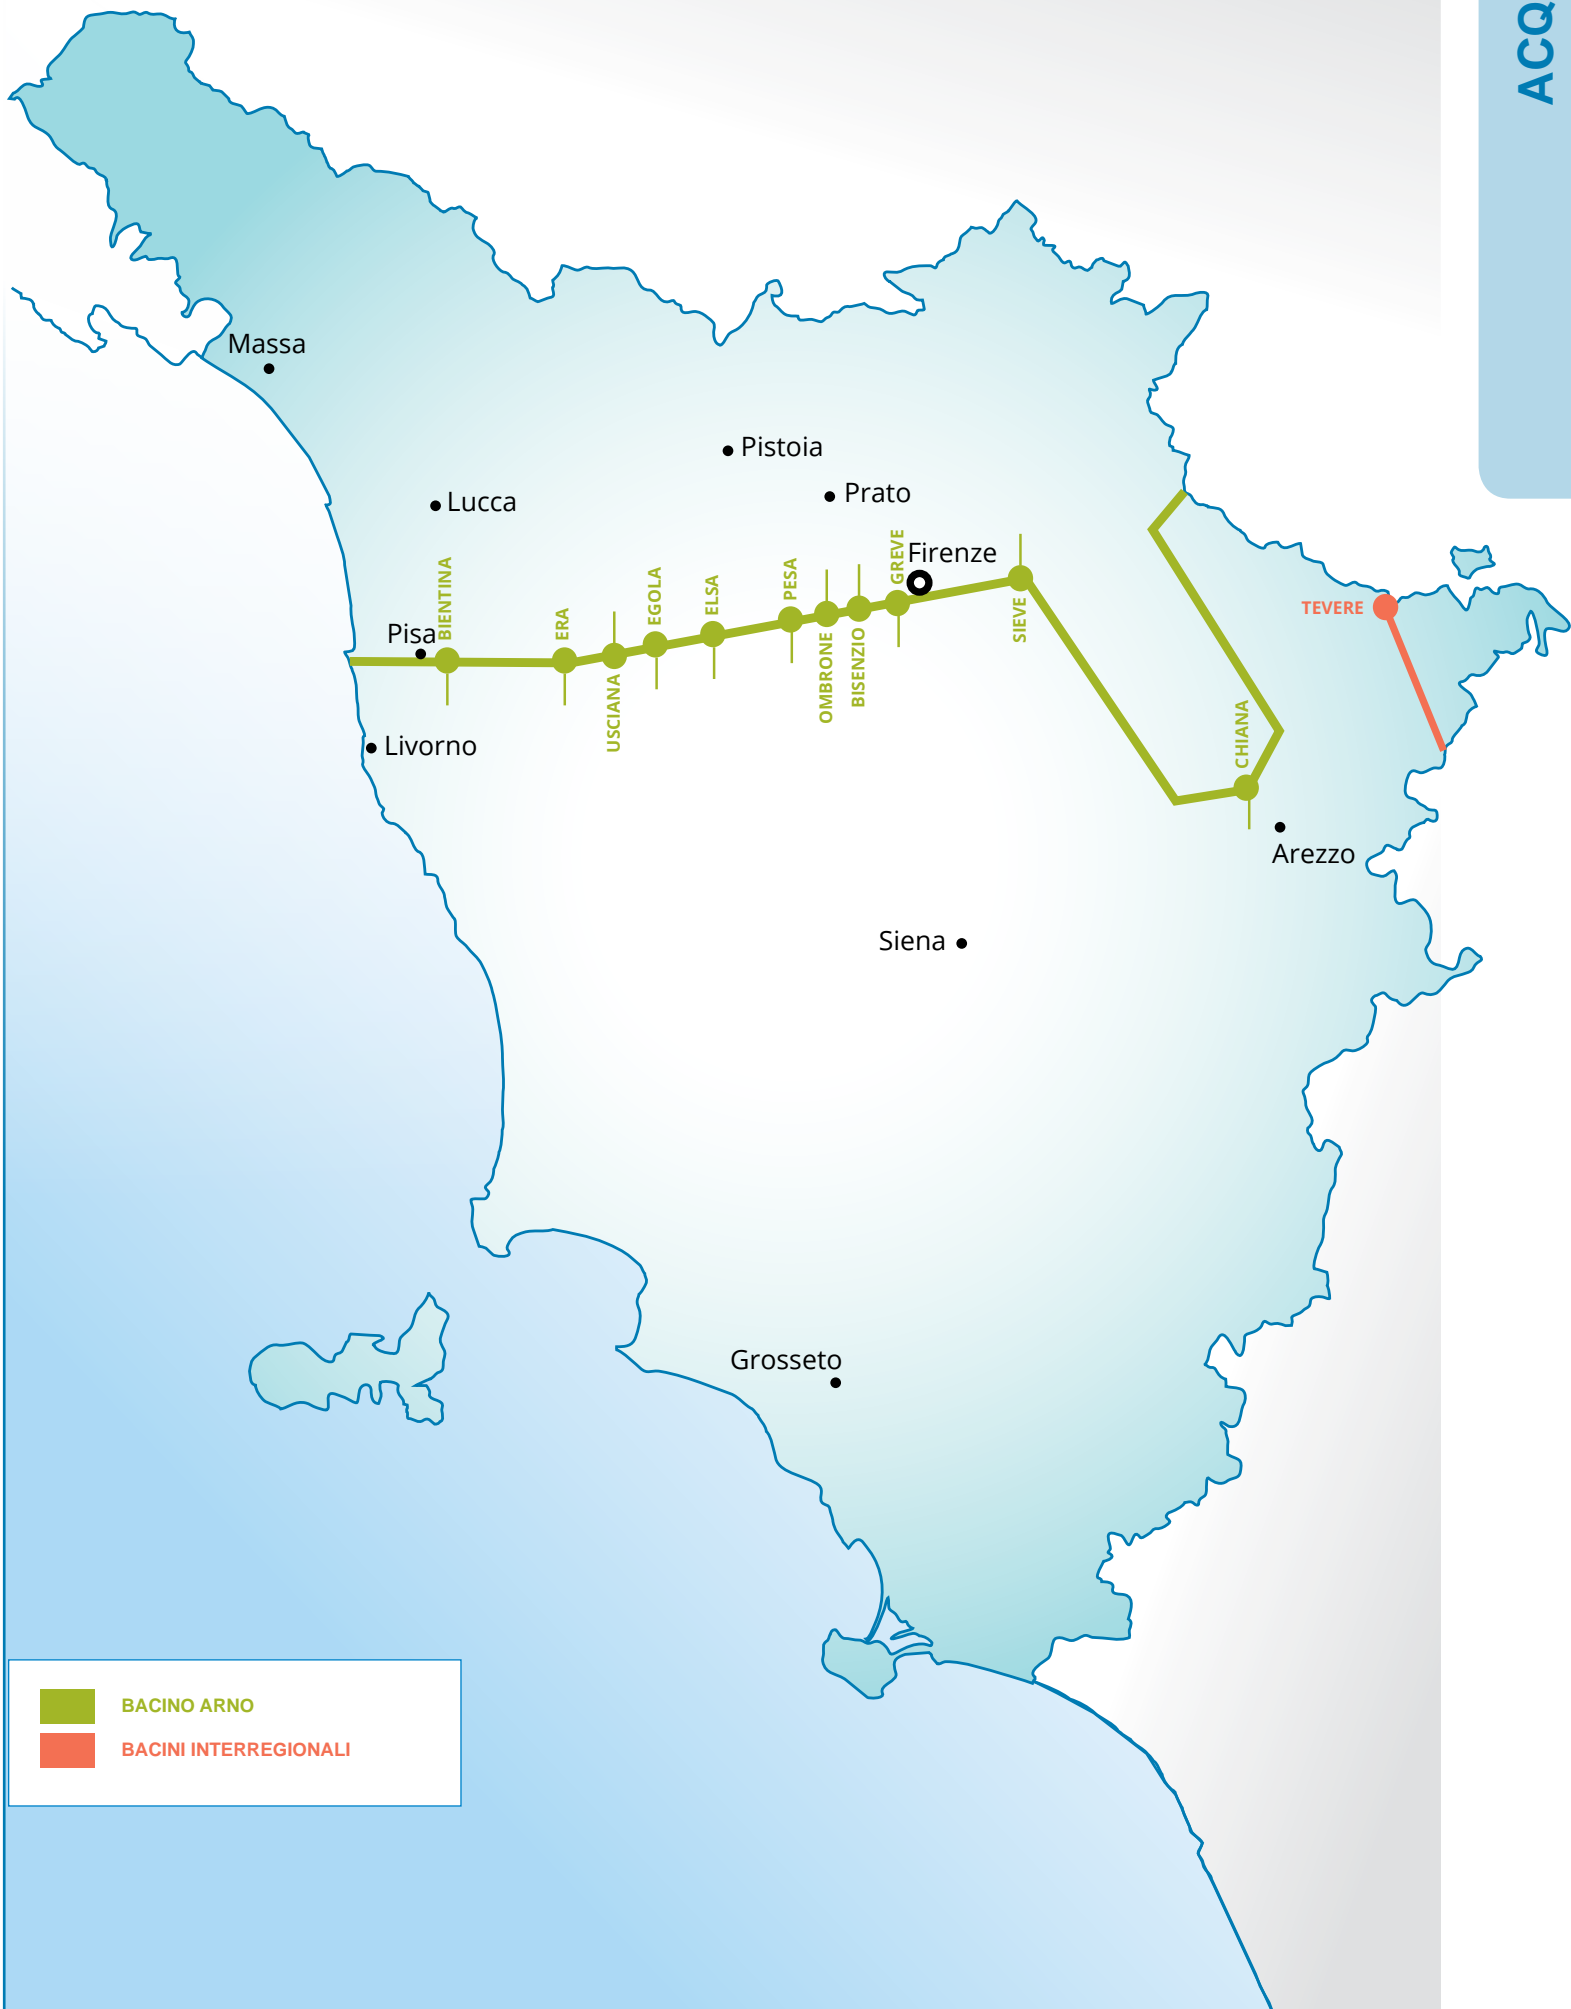 ACQ
Massa
Pistoia
Prato
Lucca
GREVE
Firenze
BIENTINA
EGOLA
ELSA
PESA
ERA
Pisa
SIEVE
TEVERE
OMBRONE
BISENZIO
USCIANA
CHIANA
Livorno
Arezzo
Siena
Grosseto
BACINO ARNO
BACINI INTERREGIONALI